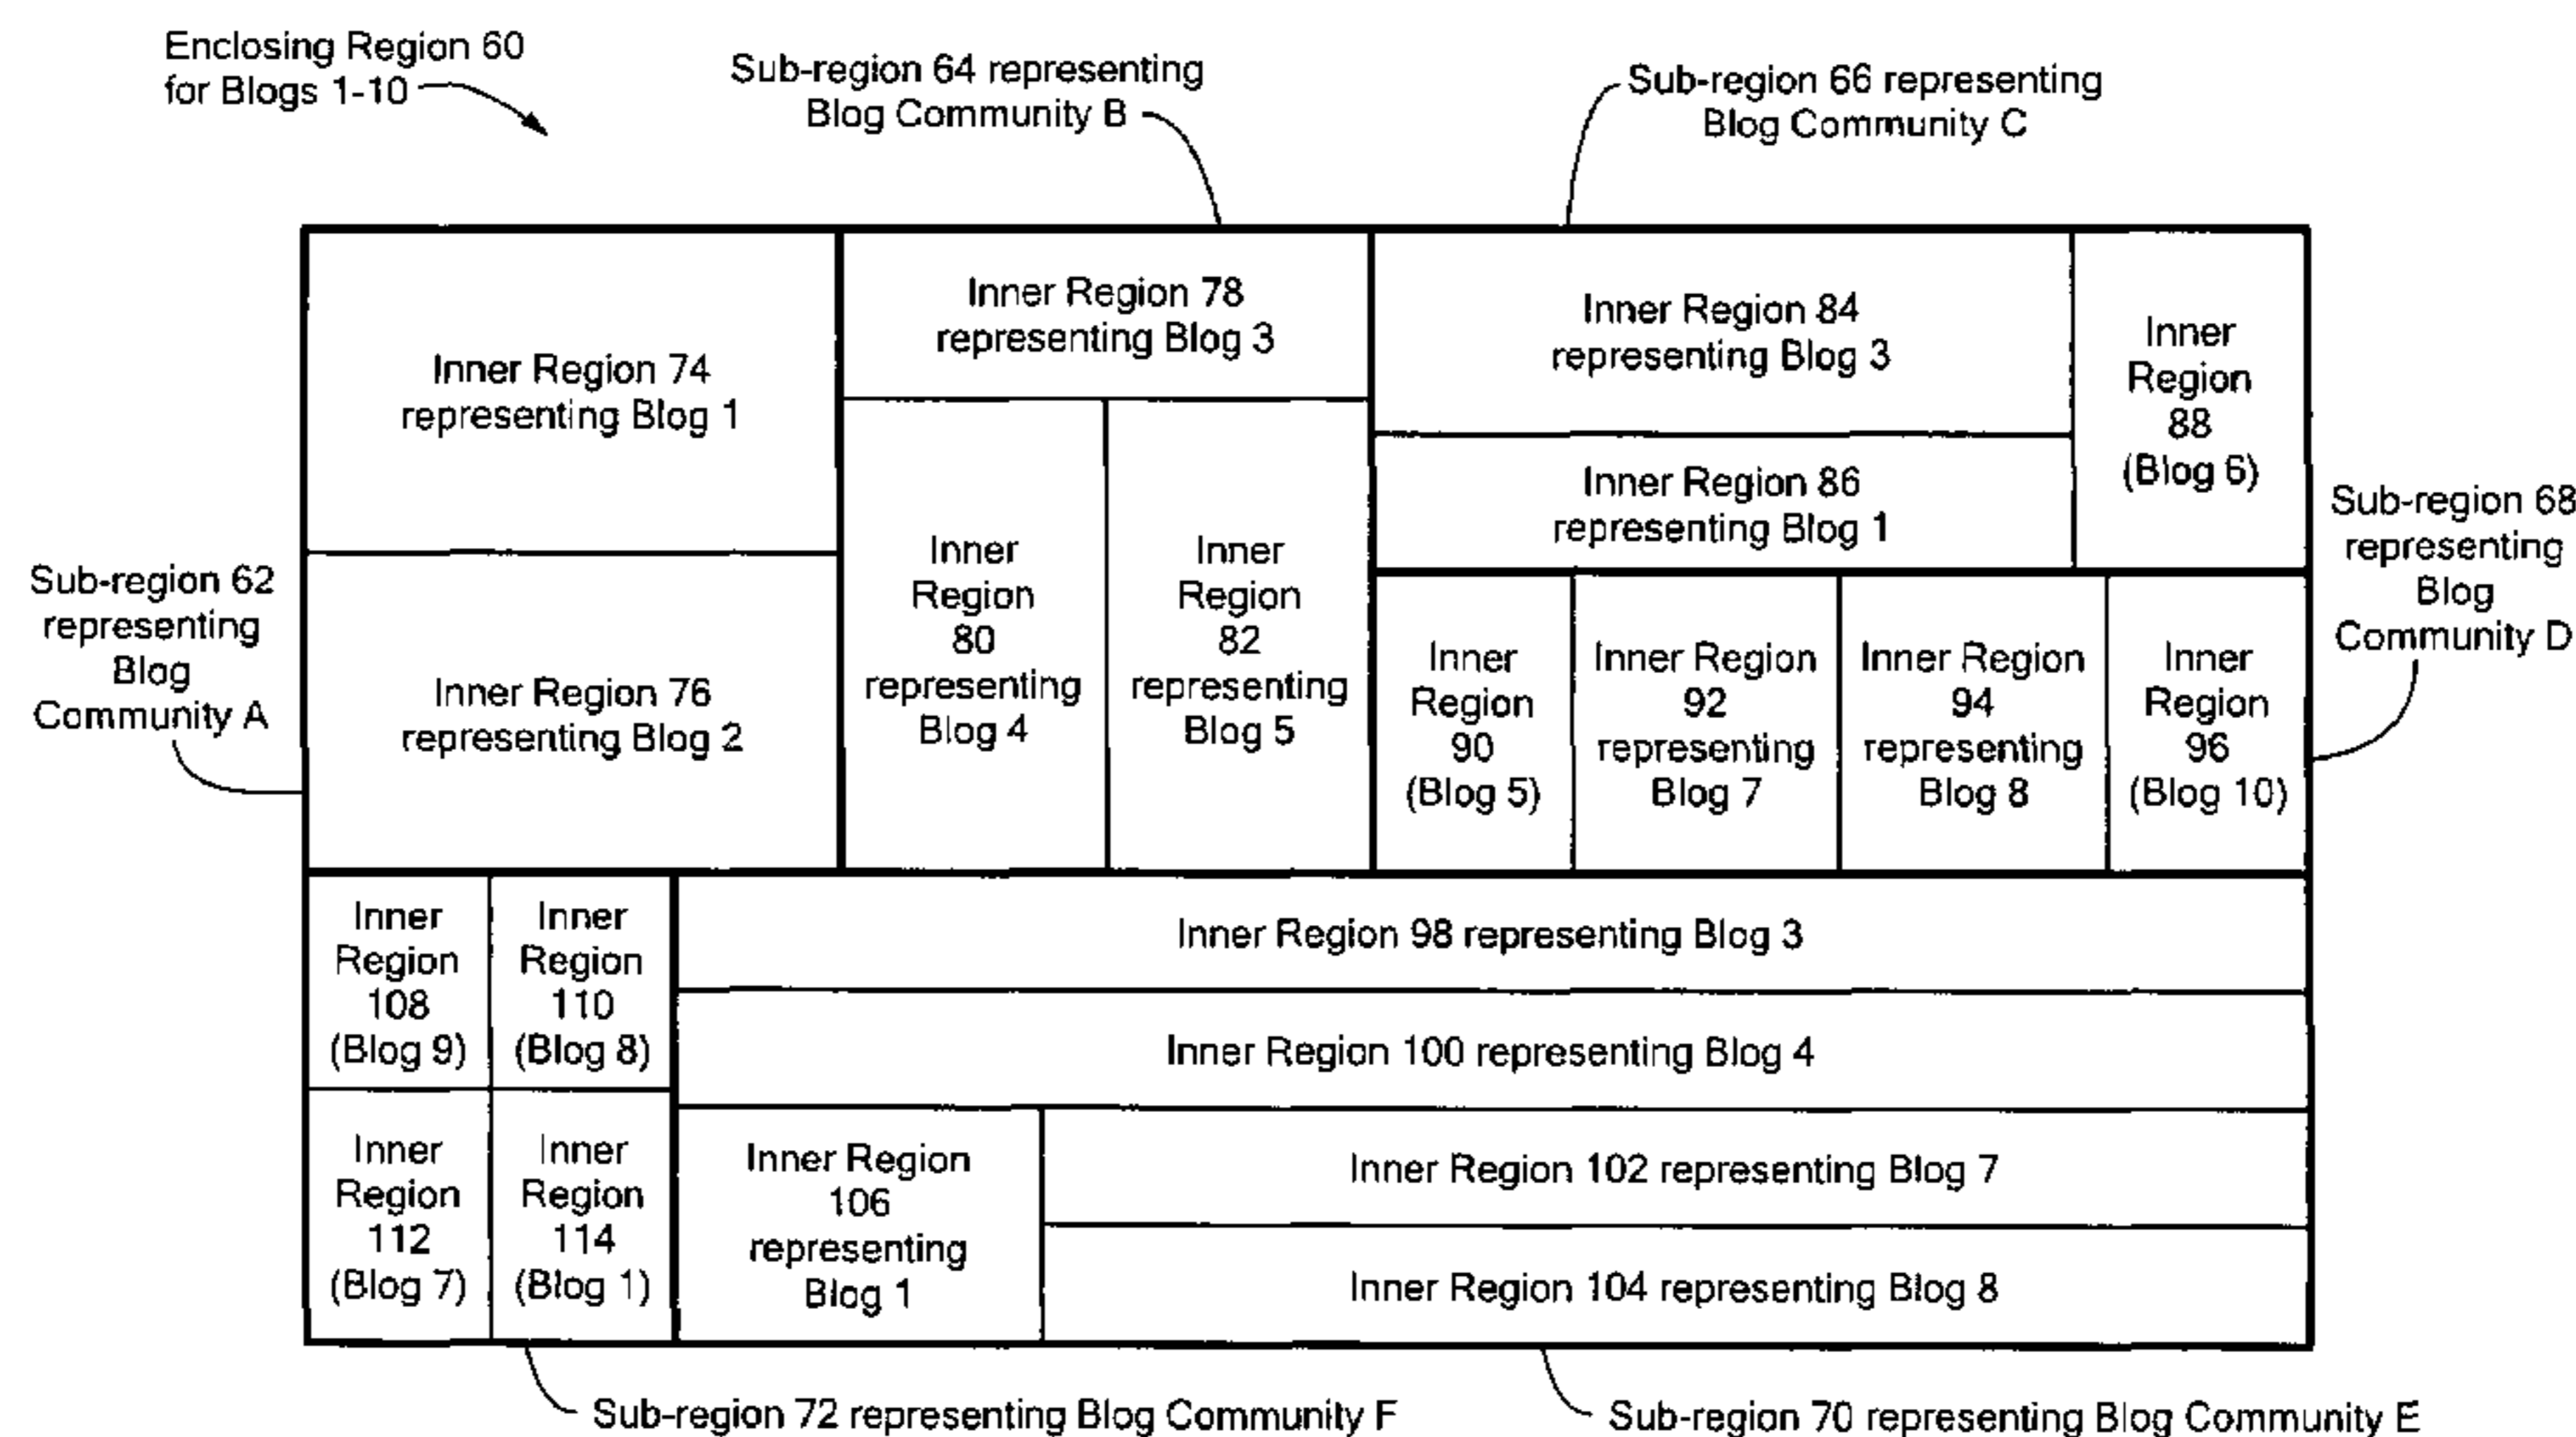 Enclosing Region 60
for Blogs 1-10
Sub-region 64 representing
Blog Community B
Sub-region 66 representing
Blog Community C
Inner Region 74
representing Blog 1
Inner Region 78
representing Blog 3
Inner Region 84
representing Blog 3
Inner
Region
88
(Blog 6)
Inner Region 86
representing Blog 1
Sub-region 68
representing
Blog
Community D
Sub-region 62
representing
Blog
Community A
Inner Region 76
representing Blog 2
Inner
Region
80
representing
Blog 4
Inner
Region
82
representing
Blog 5
Inner
Region
90
(Blog 5)
Inner Region
92
representing
Blog 7
Inner Region
94
representing
Blog 8
Inner
Region
96
(Blog 10)
Inner
Region
108
(Blog 9)
Inner
Region
110
(Blog 8)
Inner Region 98 representing Blog 3
Inner Region 100 representing Blog 4
Inner
Region
112
(Blog 7)
Inner
Region
114
(Blog 1)
Inner Region
106
representing
Blog 1
Inner Region 102 representing Blog 7
Inner Region 104 representing Blog 8
Sub-region 72 representing Blog Community F
Sub-region 70 representing Blog Community E